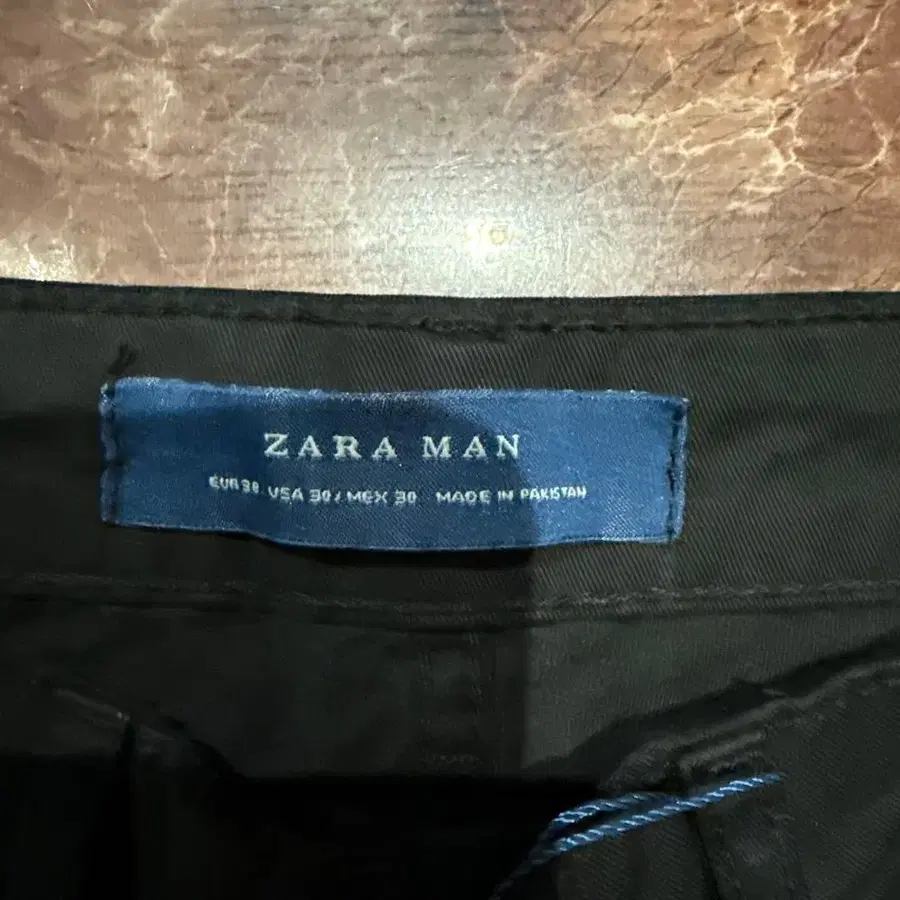 ZARA MAN
EUR 38 USA 30 / MEX 30 MADE IN PAKISTAN